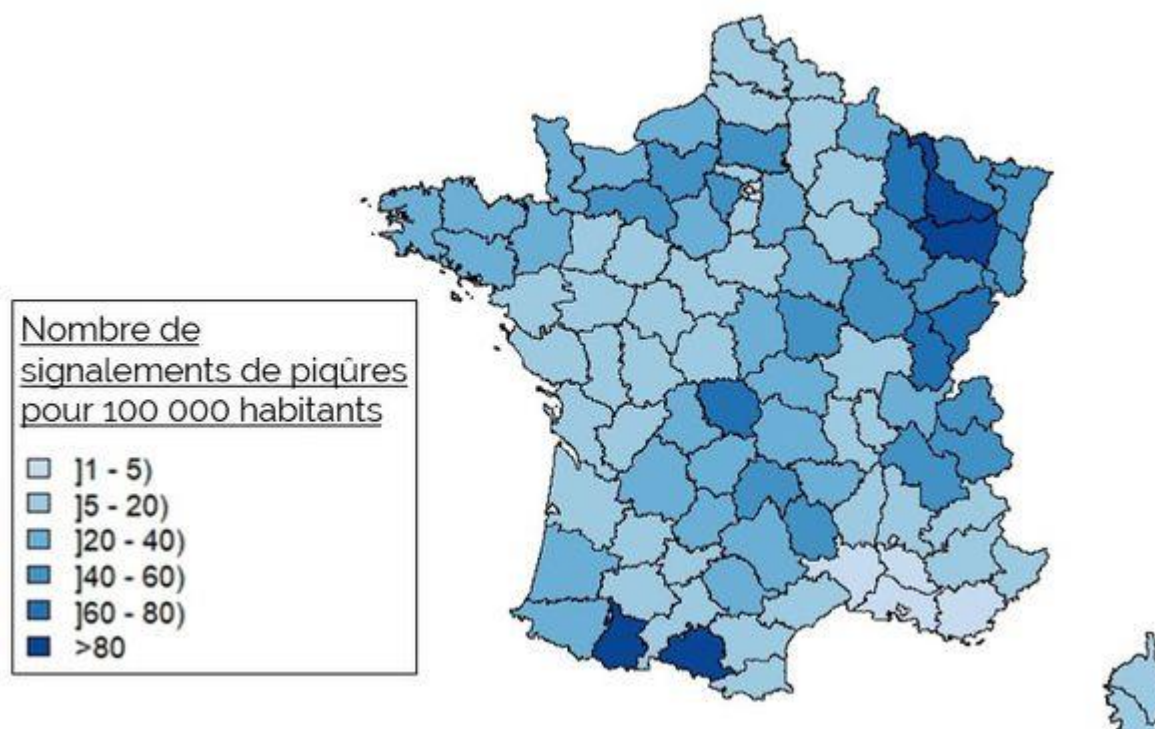 Nombre de
signalements de piqûres
pour 100 000 habitants
]1 - 5)
]5 - 20)
]20 - 40)
]40 - 60)
]60 - 80)
>80